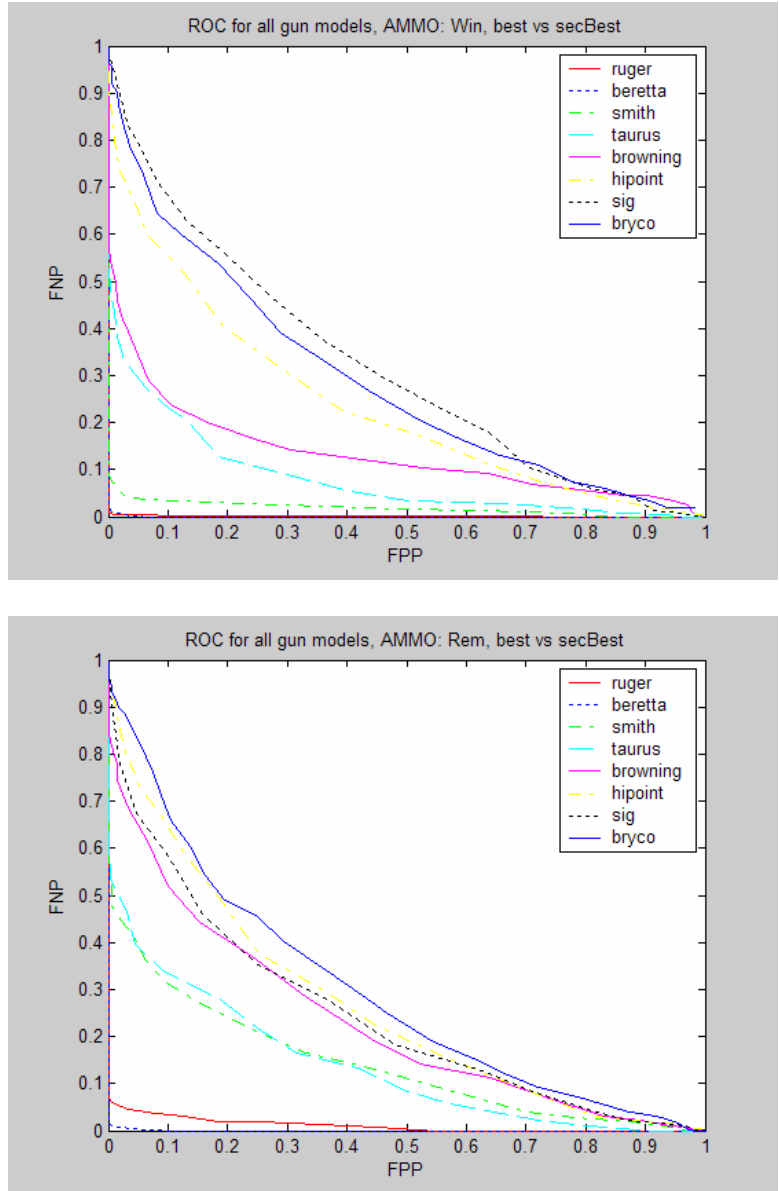 ROC for all gun models, AMMO: Win, best vs secBest
1
0.9
0.8
0.7
0.6
0.5
0.4
0.3
0.2
0.1
0
FNP
ruger
beretta
smith
taurus
browning
hipoint
sig
bryco
0 0.1 0.2 0.3 0.4 0.5 0.6 0.7 0.8 0.9 1
FPP
ROC for all gun models, AMMO: Rem, best vs secBest
1
0.9
0.8
0.7
0.6
0.5
0.4
0.3
0.2
0.1
0
FNP
ruger
beretta
smith
taurus
browning
hipoint
sig
bryco
0 0.1 0.2 0.3 0.4 0.5 0.6 0.7 0.8 0.9 1
FPP